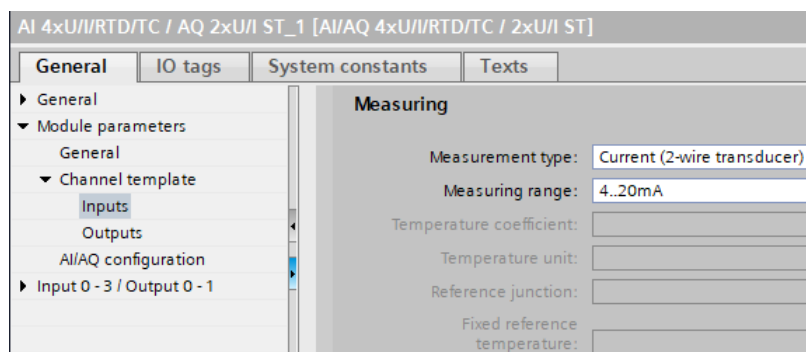 AI 4xU/I/RTD/TC / AQ 2xU/I ST_1 [AI/AQ 4xU/I/RTD/TC / 2xU/I ST]
General IO tags System constants Texts
General
Module parameters
General
Channel template
Inputs
Outputs
AI/AQ configuration
Input 0 - 3 / Output 0 - 1
Measuring
Measurement type: Current (2-wire transducer)
Measuring range: 4..20mA
Temperature coefficient:
Temperature unit:
Reference junction:
Fixed reference
temperature: